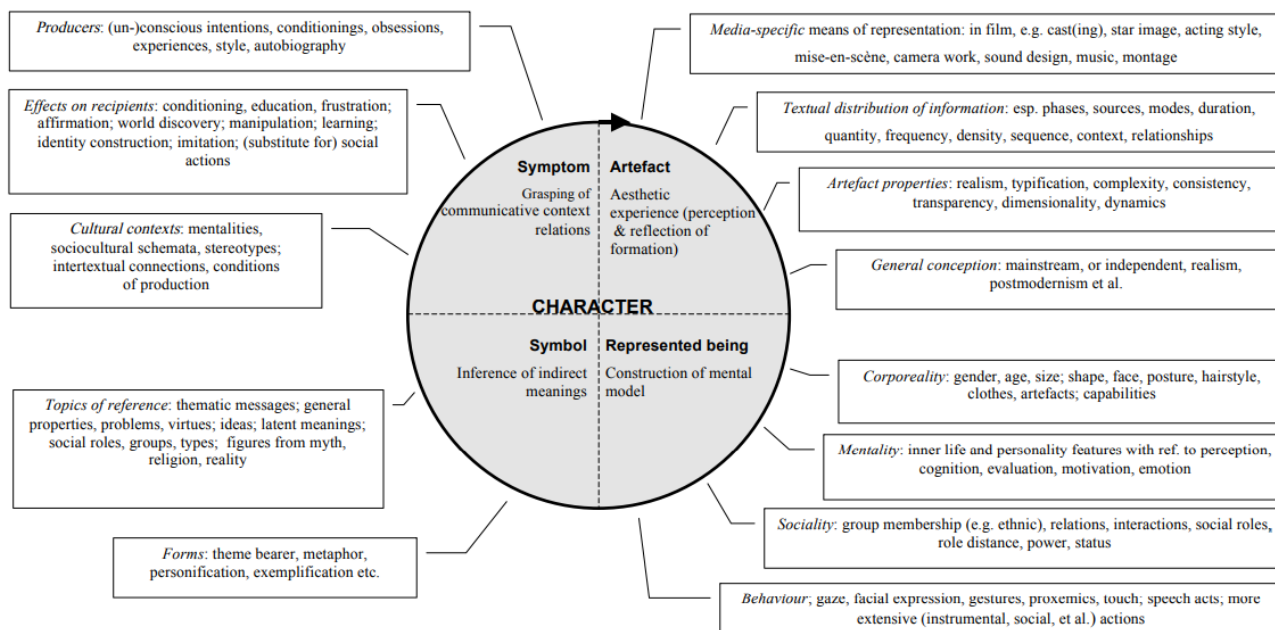 Producers: (un-)conscious intentions, conditionings, obsessions,
experiences, style, autobiography
Effects on recipients: conditioning, education, frustration;
affirmation; world discovery; manipulation; learning;
identity construction; imitation; (substitute for) social
actions
Cultural contexts: mentalities,
sociocultural schemata, stereotypes;
intertextual connections, conditions
of production
Topics of reference: thematic messages; general
properties, problems, virtues; ideas; latent meanings;
social roles, groups, types; figures from myth,
religion, reality
Forms: theme bearer, metaphor,
personification, exemplification etc.
Symptom
Grasping of
communicative context
relations
Artefact
Aesthetic
experience (perception
& reflection of
formation)
CHARACTER
Symbol
Inference of indirect
meanings
Represented being
Construction of mental
model
Media-specific means of representation: in film, e.g. cast(ing), star image, acting style,
mise-en-scène, camera work, sound design, music, montage
Textual distribution of information: esp. phases, sources, modes, duration,
quantity, frequency, density, sequence, context, relationships
Artefact properties: realism, typification, complexity, consistency,
transparency, dimensionality, dynamics
General conception: mainstream, or independent, realism,
postmodernism et al.
Corporeality: gender, age, size; shape, face, posture, hairstyle,
clothes, artefacts; capabilities
Mentality: inner life and personality features with ref. to perception,
cognition, evaluation, motivation, emotion
Sociality: group membership (e.g. ethnic), relations, interactions, social roles,
role distance, power, status
Behaviour; gaze, facial expression, gestures, proxemics, touch; speech acts; more
extensive (instrumental, social, et al.) actions